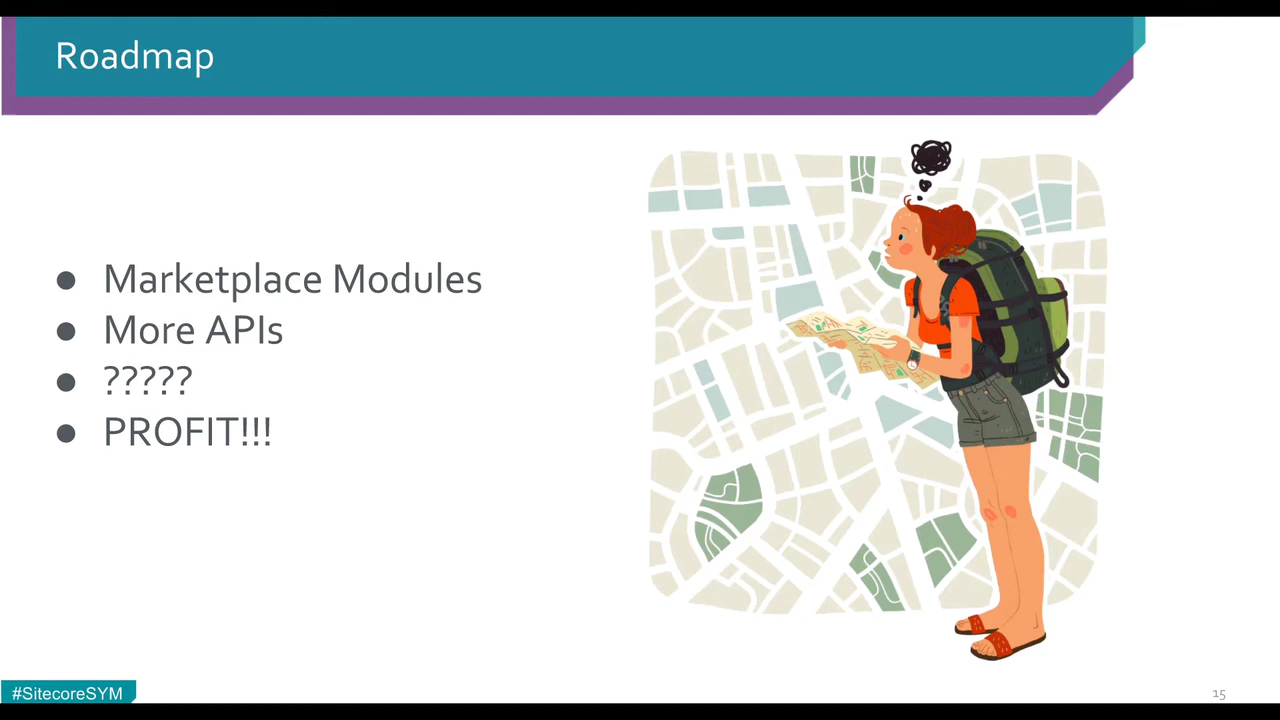 Roadmap
● Marketplace Modules
● More APIs
● ?????
● PROFIT!!!
#SitecoreSYM
15